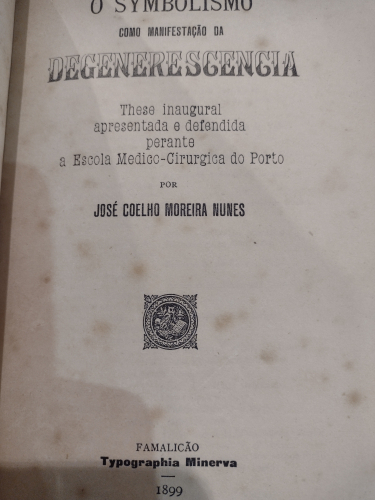 O SYMBOLISMO
COMO MANIFESTAÇÃO DA
DEGENERESCENCIA
These inaugural
apresentada e defendida
perante
a Escola Medico-Cirurgica do Porto
POR
JOSÉ COELHO MOREIRA NUNES
FAMALICÃO
Typographia Minerva
1899